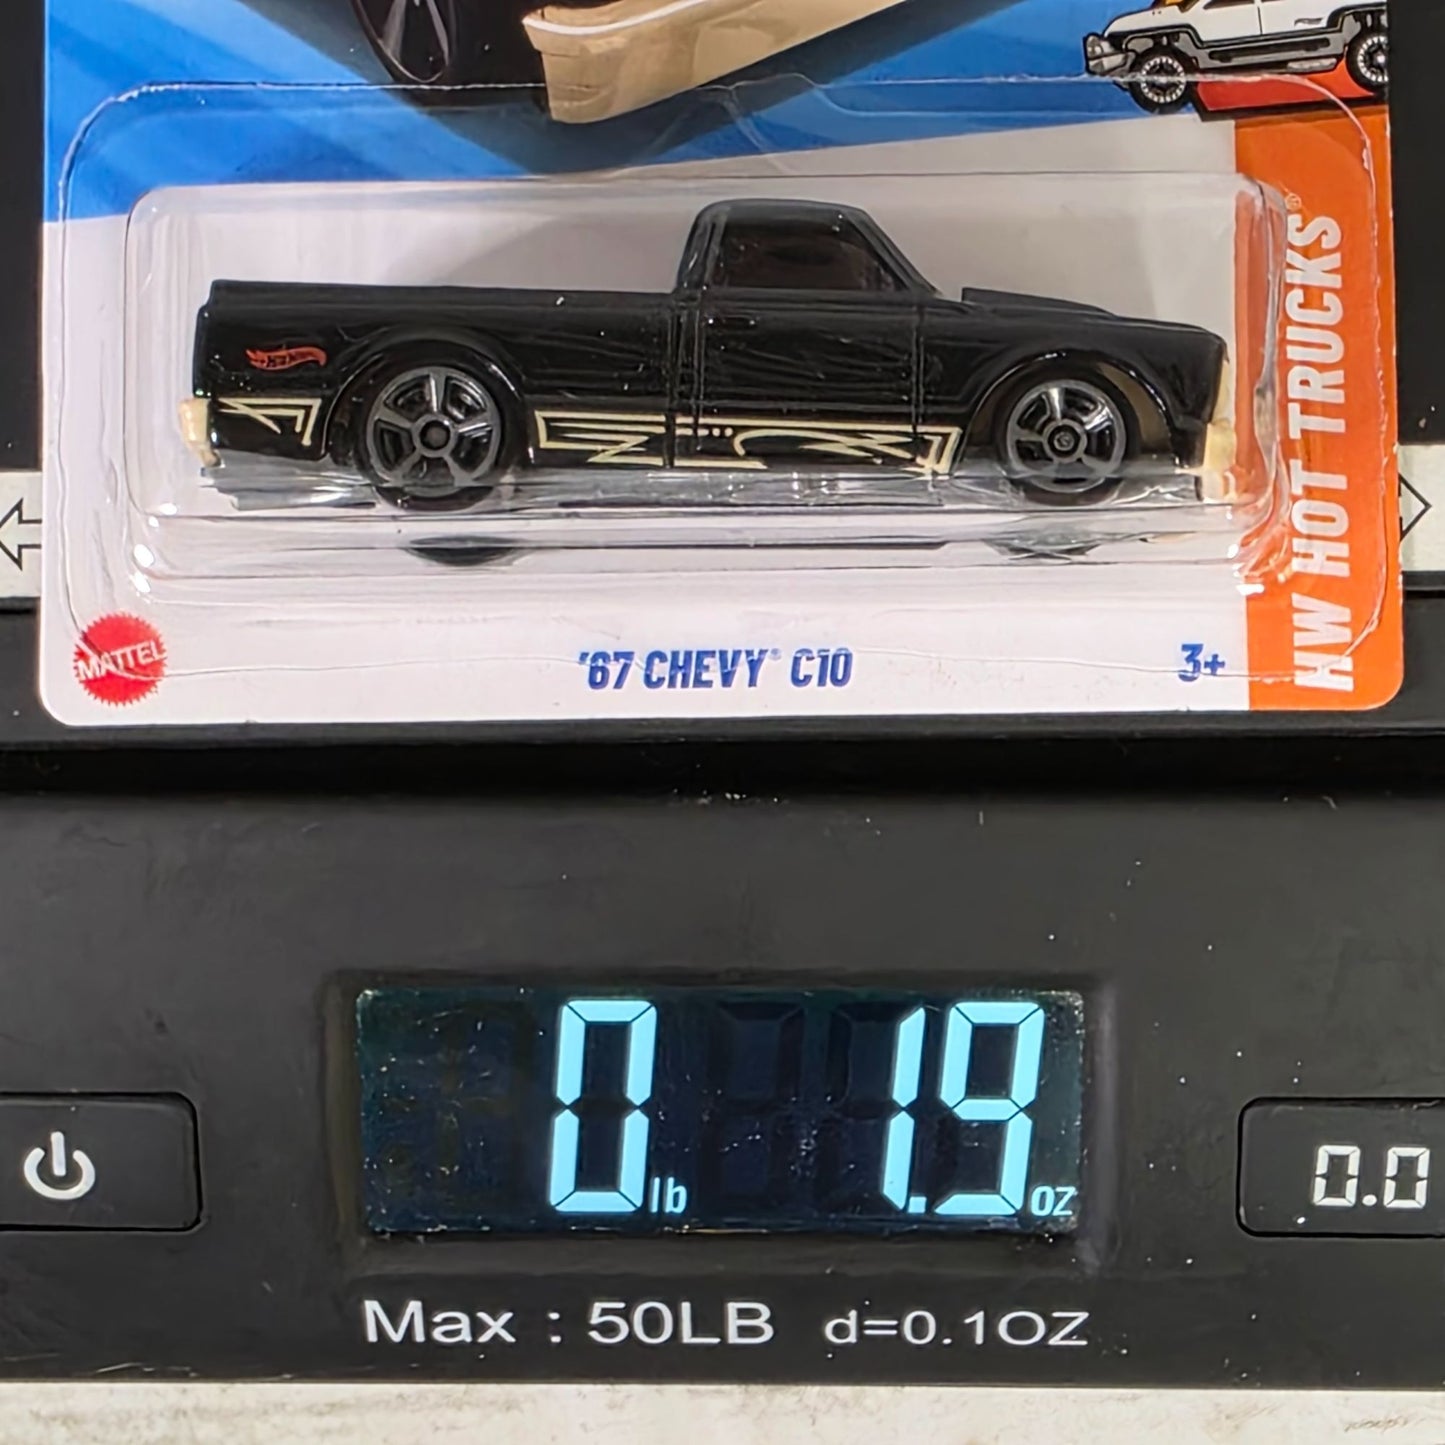 HW HOT TRUCKS®
MATTEL
'67 CHEVY® C10
3+
0 lb 1.9 oz
0.0
Max : 50LB d=0.1OZ